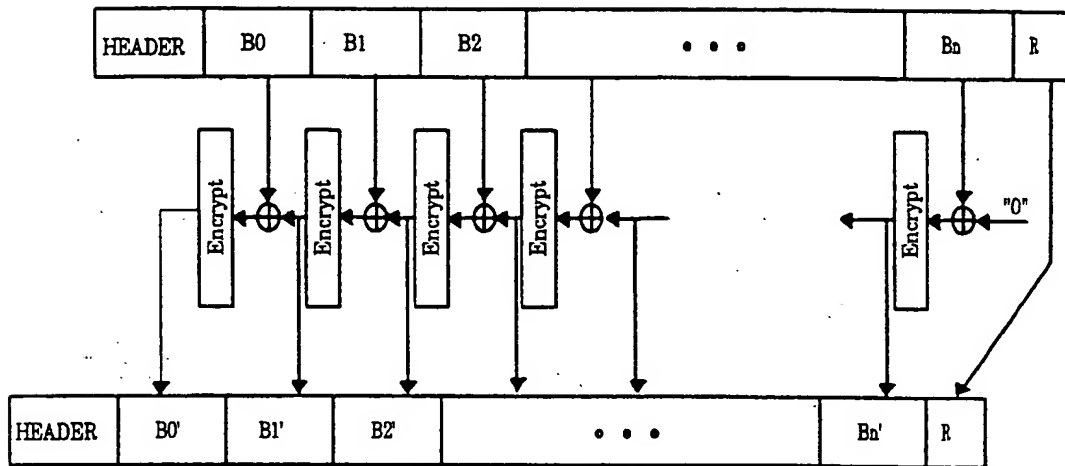 HEADER B0 B1 B2 • • • Bn R
Encrypt Encrypt Encrypt Encrypt Encrypt "0"
HEADER B0' B1' B2' • • • Bn' R